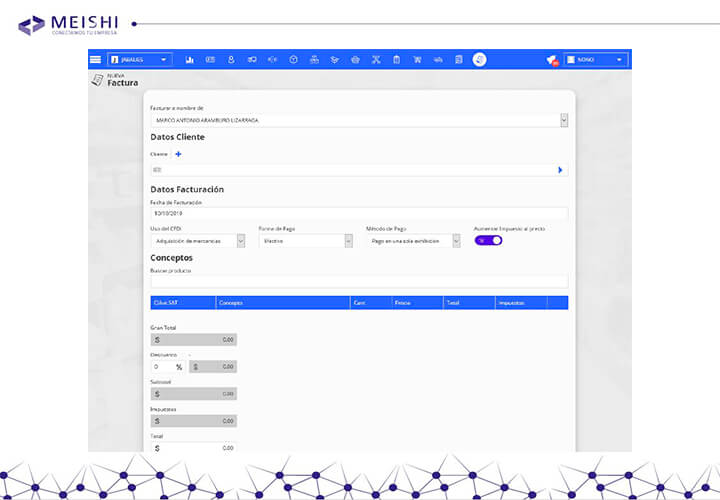 MEISHI
CONECTAMOS TU EMPRESA
JABALIES
NONO
NUEVA
Factura
Facturar a nombre de
MARCO ANTONIO ARAMBURO LIZARRAGA
Datos Cliente
Cliente +
Datos Facturación
Fecha de Facturación
10/10/2019
Uso del CFDI Forma de Pago Método de Pago Aumentar Impuesto al precio
Adquisición de mercancias Efectivo Pago en una sola exhibición SI
Conceptos
Buscar producto
Clave SAT Concepto Cant. Precio Total Impuestos
Gran Total
$ 0.00
Descuento -
0 % $ 0.00
Subtotal
$ 0.00
Impuestos
$ 0.00
Total
$ 0.00